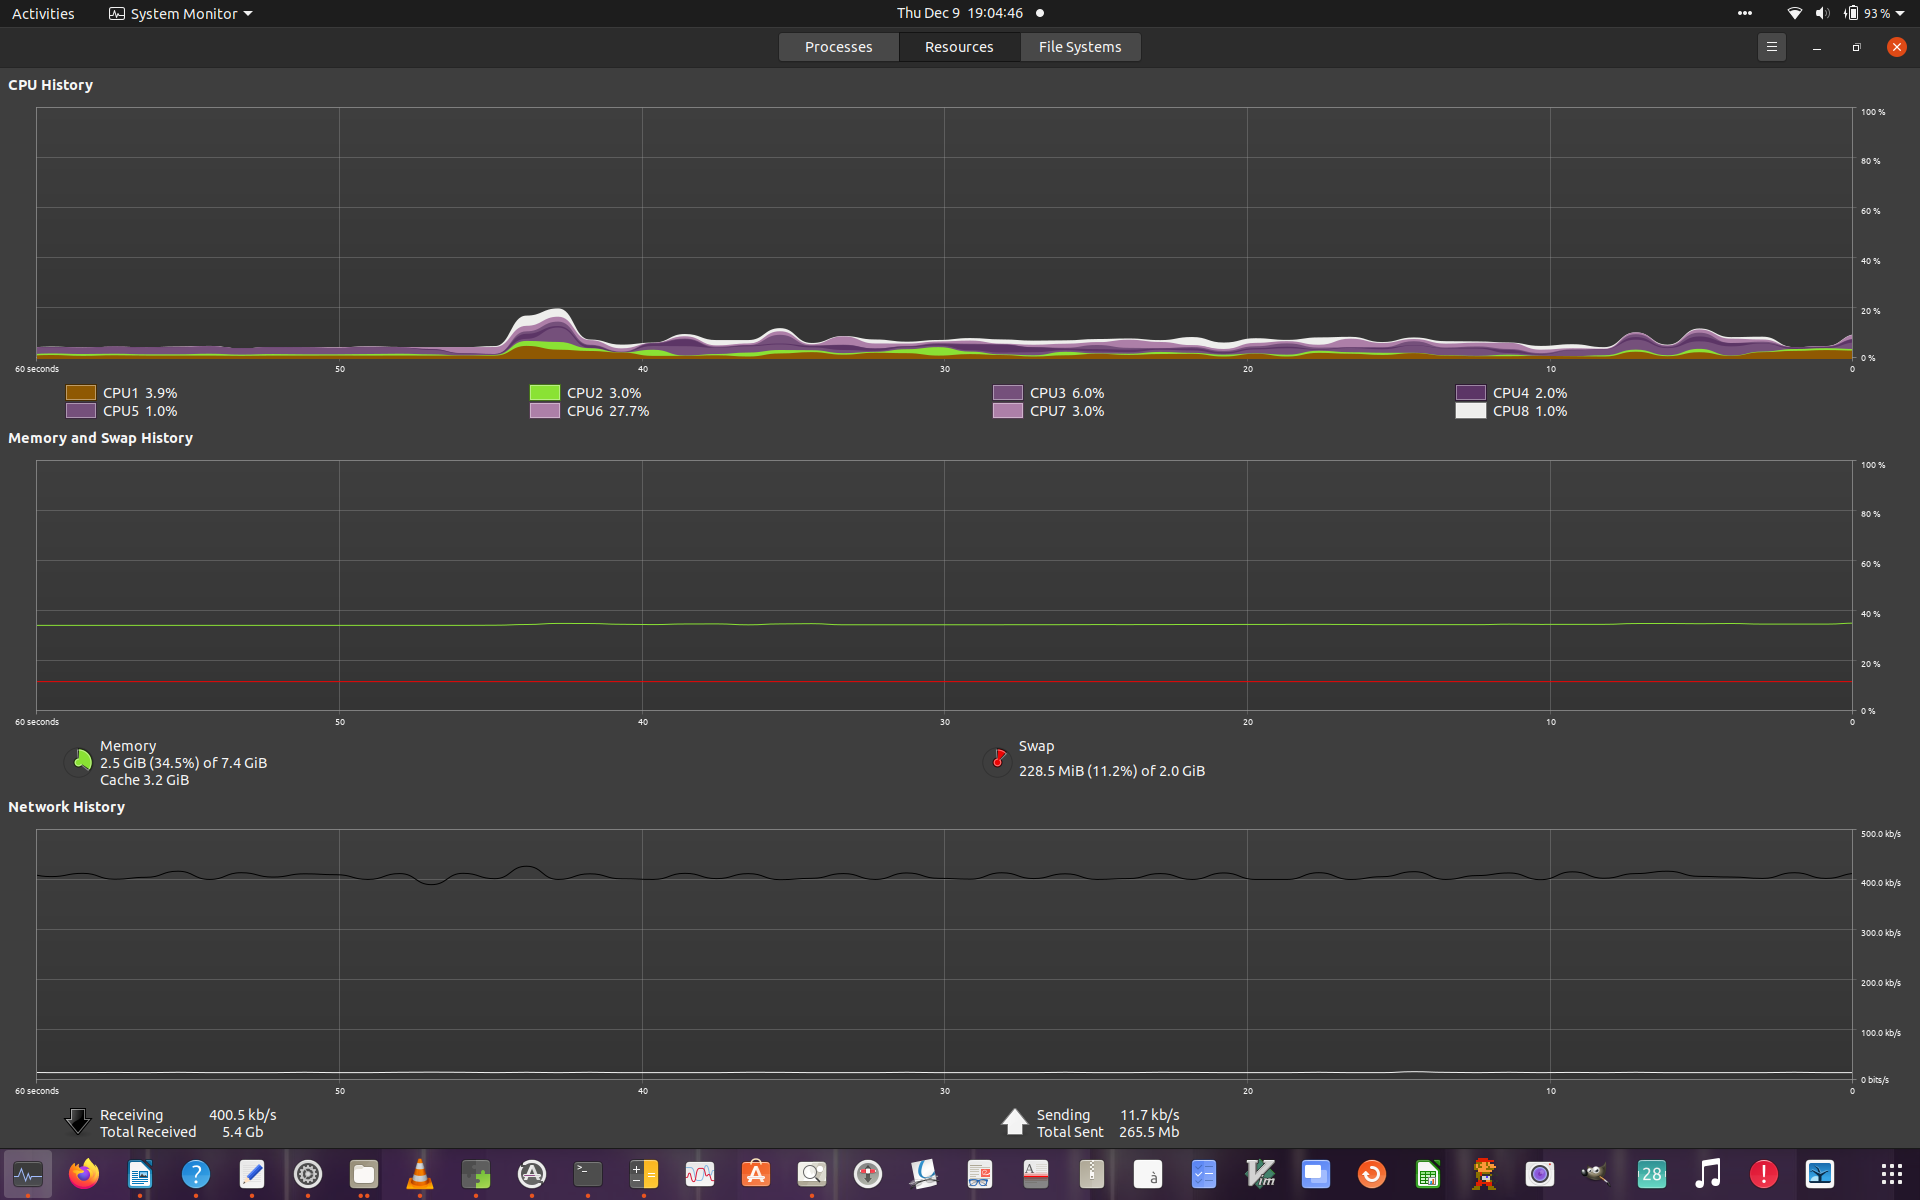 Activities System Monitor Thu Dec 9 19:04:46 93 %
Processes Resources File Systems
CPU History
100 %
80 %
60 %
40 %
20 %
0 %
60 seconds 50 40 30 20 10 0
CPU1 3.9% CPU2 3.0% CPU3 6.0% CPU4 2.0%
CPU5 1.0% CPU6 27.7% CPU7 3.0% CPU8 1.0%
Memory and Swap History
100 %
80 %
60 %
40 %
20 %
0 %
60 seconds 50 40 30 20 10 0
Memory
2.5 GiB (34.5%) of 7.4 GiB
Cache 3.2 GiB
Swap
228.5 MiB (11.2%) of 2.0 GiB
Network History
500.0 kb/s
400.0 kb/s
300.0 kb/s
200.0 kb/s
100.0 kb/s
0 bits/s
60 seconds 50 40 30 20 10 0
Receiving 400.5 kb/s
Total Received 5.4 Gb
Sending 11.7 kb/s
Total Sent 265.5 Mb
? >_ A à Vim 28 !